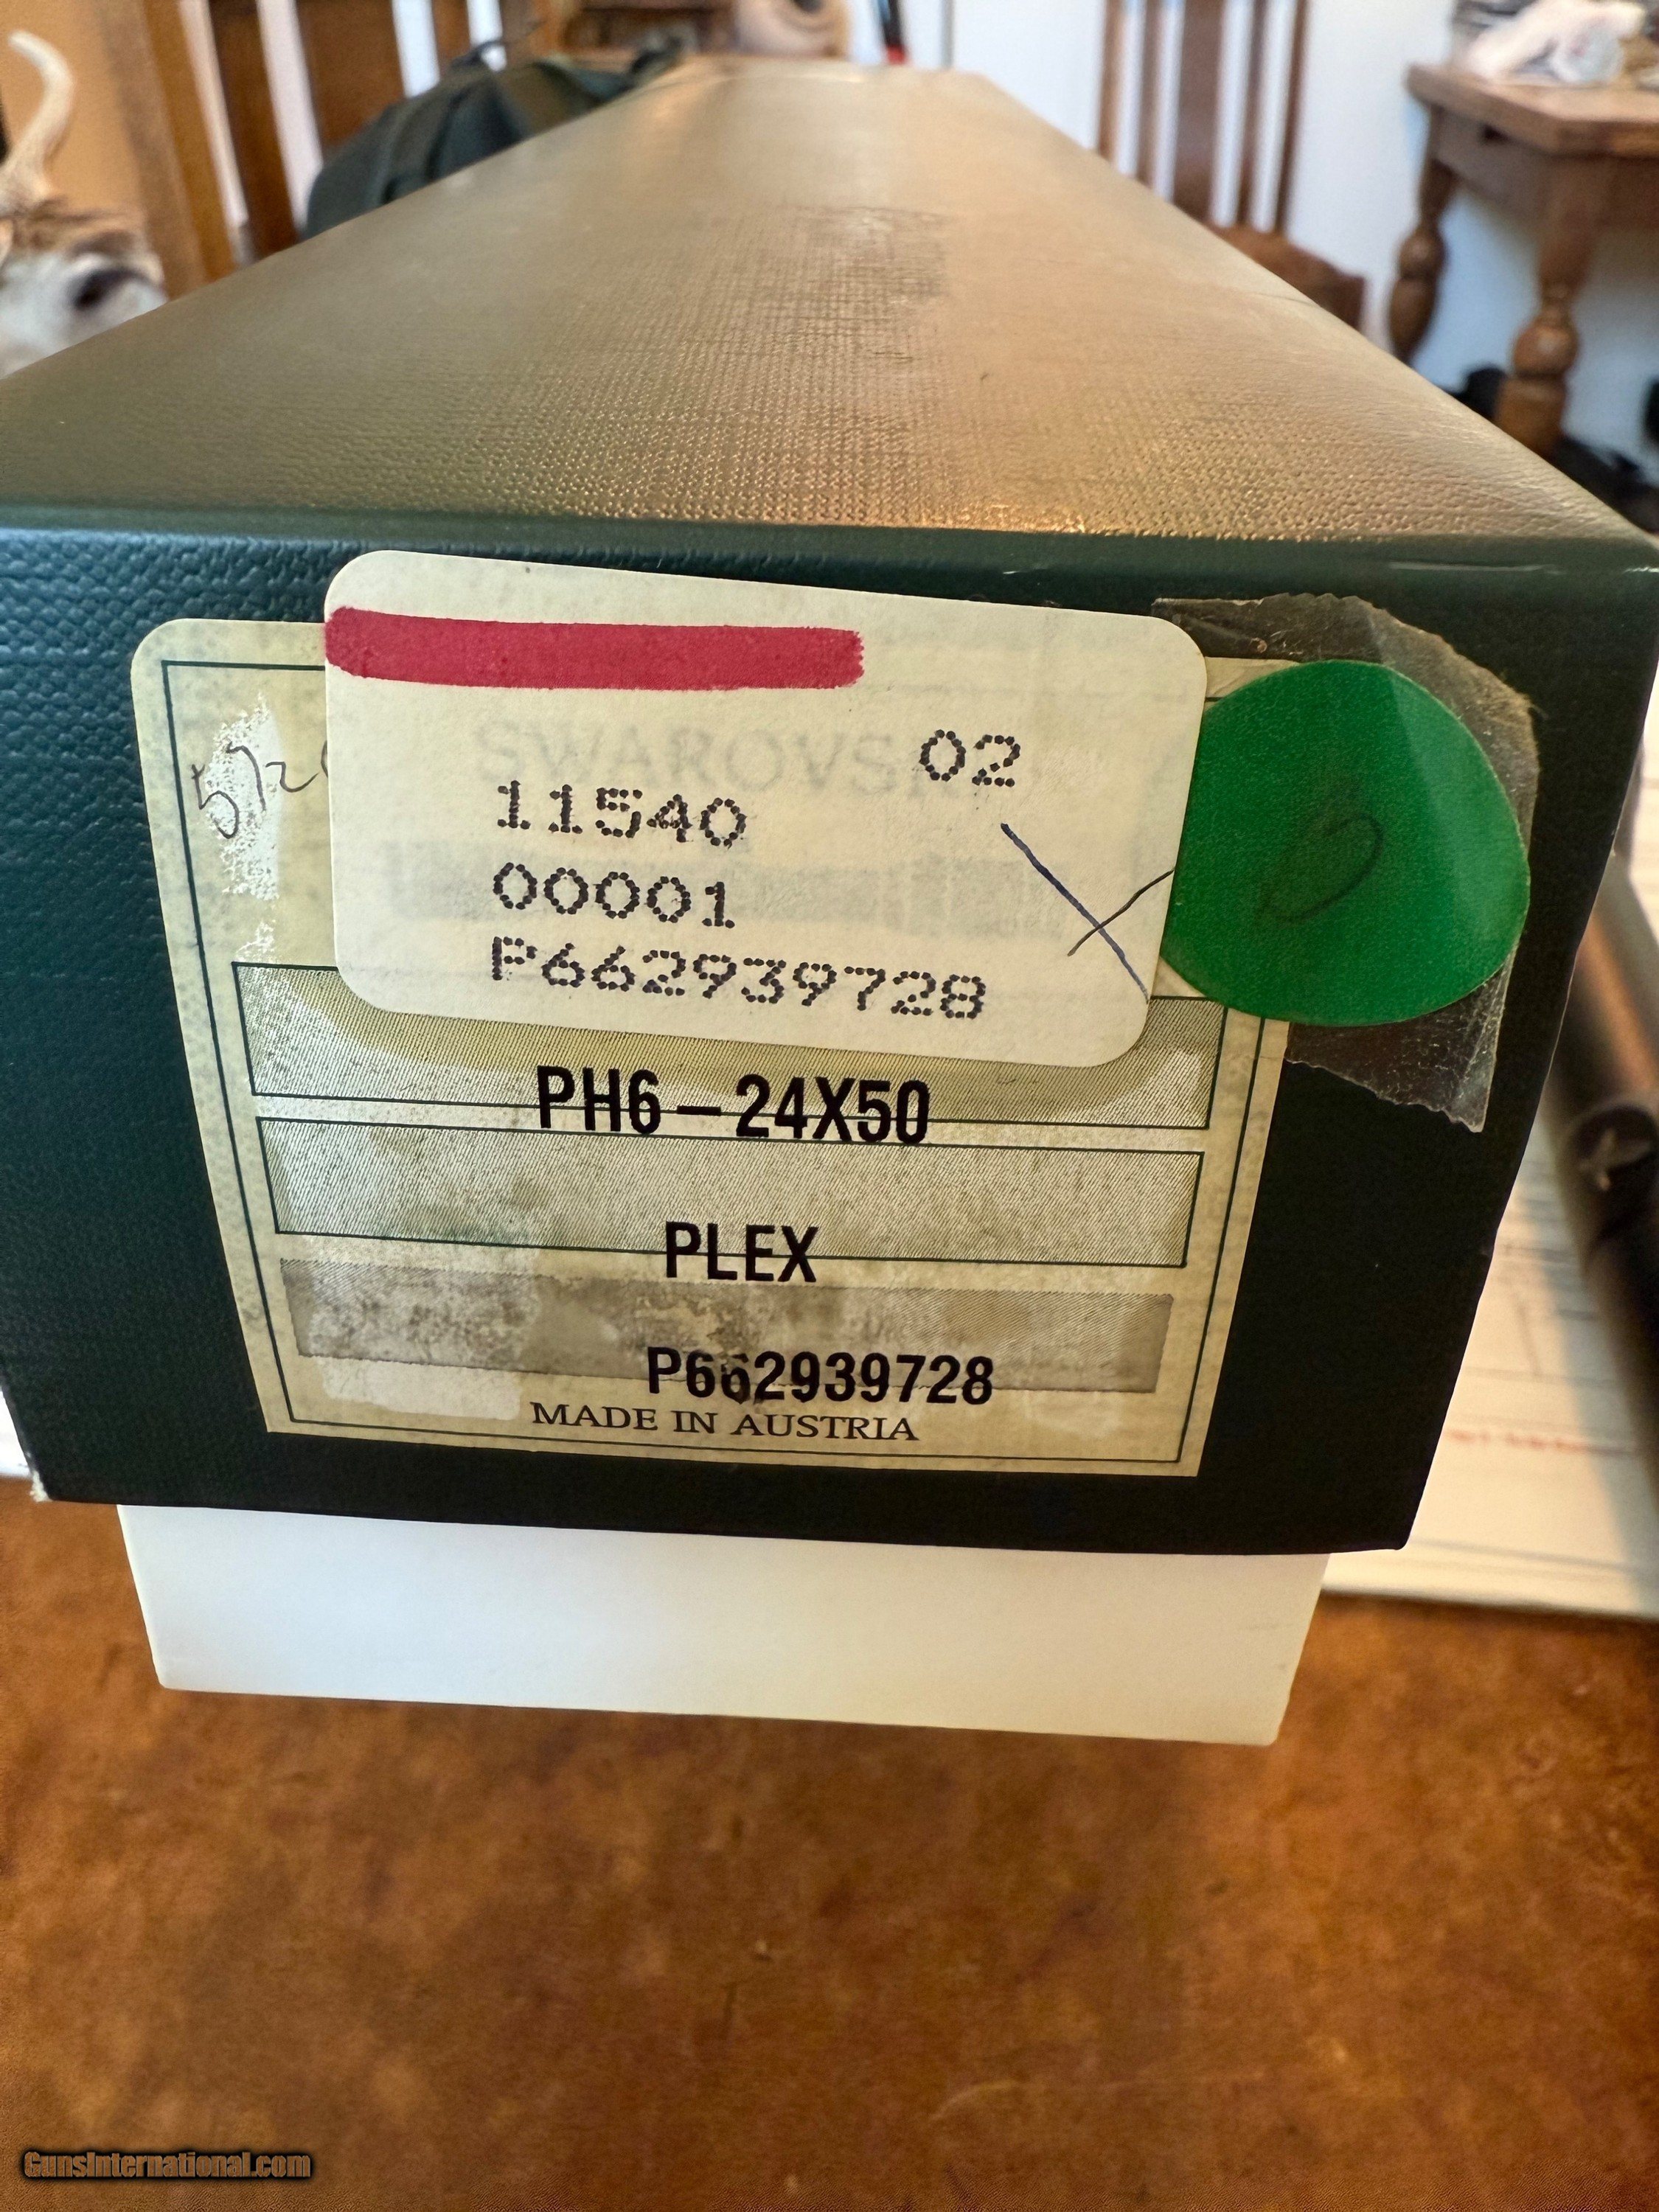 02
11540
00001
P662939728
PH6-24X50
PLEX
P662939728
MADE IN AUSTRIA
GunsInternational.com